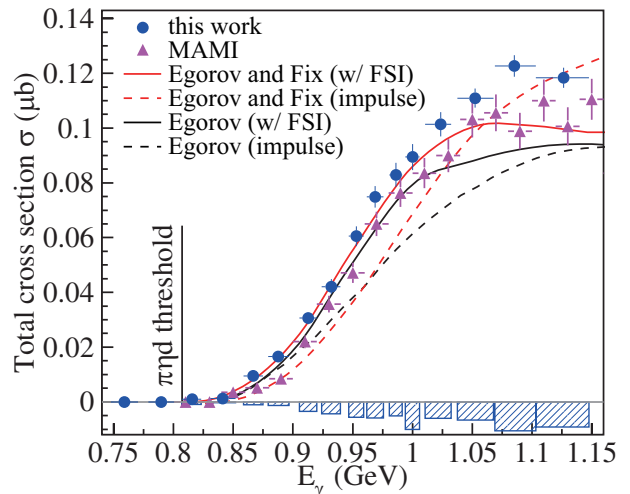 this work
MAMI
Egorov and Fix (w/ FSI)
Egorov and Fix (impulse)
Egorov (w/ FSI)
Egorov (impulse)
Total cross section σ (μb)
0.14
0.12
0.1
0.08
0.06
0.04
0.02
0
πηd threshold
0.75 0.8 0.85 0.9 0.95 1 1.05 1.1 1.15
Eγ (GeV)